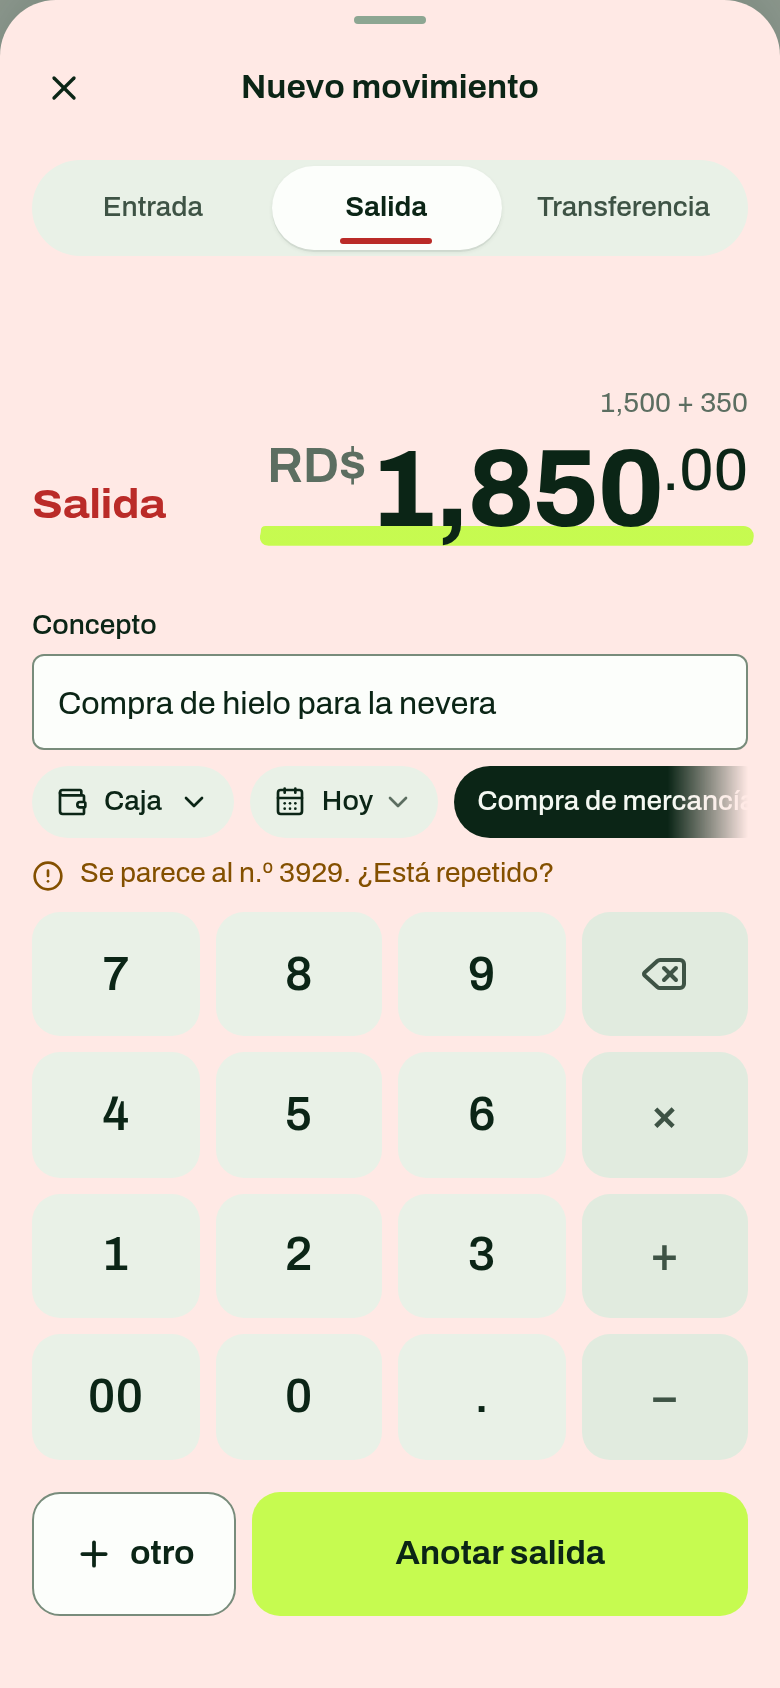 Nuevo movimiento
Entrada
Salida
Transferencia
1,500 + 350
Salida
RD$1,850.00
Concepto
Compra de hielo para la nevera
Caja
Hoy
Compra de mercancía
Se parece al n.º 3929. ¿Está repetido?
7 8 9
4 5 6 ×
1 2 3 +
00 0 . −
+ otro
Anotar salida